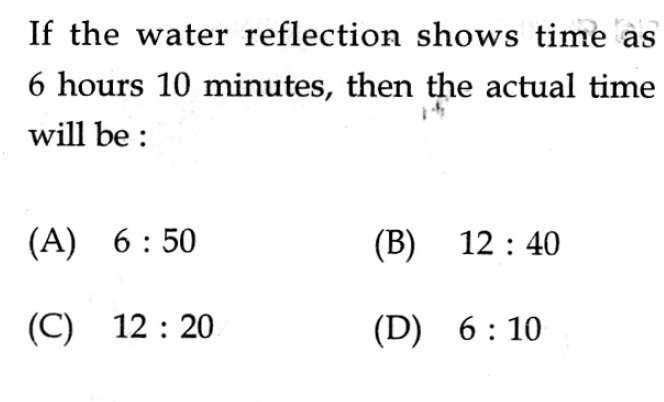 If the water reflection shows time as
6 hours 10 minutes, then the actual time
will be :
(A) 6 : 50 (B) 12 : 40
(C) 12 : 20 (D) 6 : 10